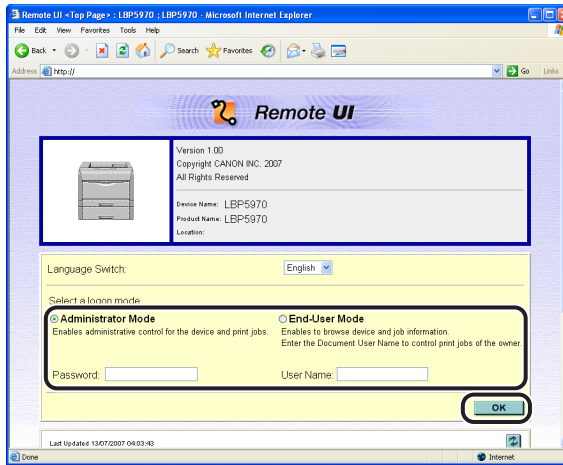 Remote UI <Top Page> : LBP5970 ; LBP5970 - Microsoft Internet Explorer
File Edit View Favorites Tools Help
Back Search Favorites
Address http:// Go Links
Remote UI
Version 1.00
Copyright CANON INC. 2007
All Rights Reserved
Device Name: LBP5970
Product Name: LBP5970
Location:
Language Switch: English
Select a logon mode
Administrator Mode End-User Mode
Enables administrative control for the device and print jobs. Enables to browse device and job information.
Enter the Document User Name to control print jobs of the owner.
Password: User Name:
OK
Last Updated 13/07/2007 04:03:43
Done Internet